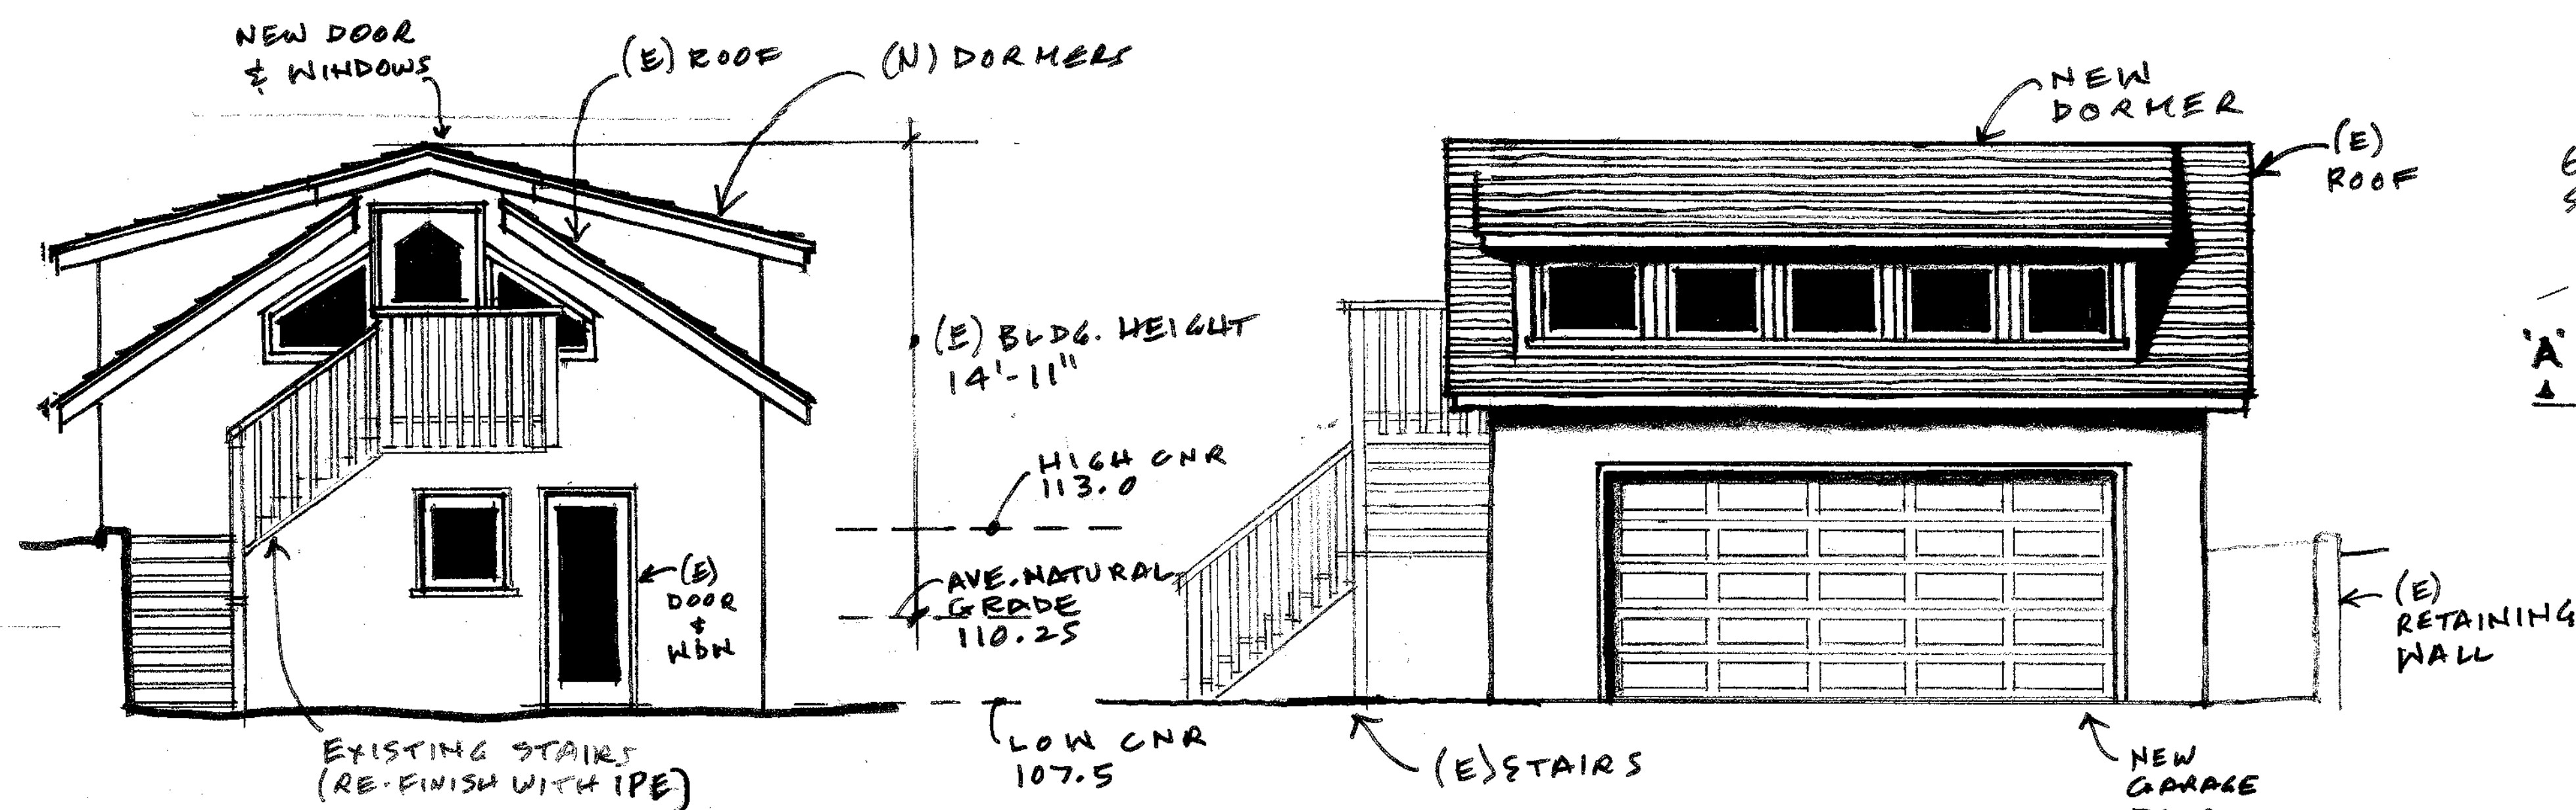 NEW DOOR
& WINDOWS
(E) ROOF
(N) DORMERS
(E) BLDG. HEIGHT
14'-11"
HIGH CNR
113.0
AVE. NATURAL
GRADE
110.25
(E)
DOOR
&
WDW
EXISTING STAIRS
(RE-FINISH WITH IPE)
LOW CNR
107.5
NEW
DORMER
(E)
ROOF
(E)
RETAINING
WALL
(E) STAIRS
NEW
GARAGE
'A'